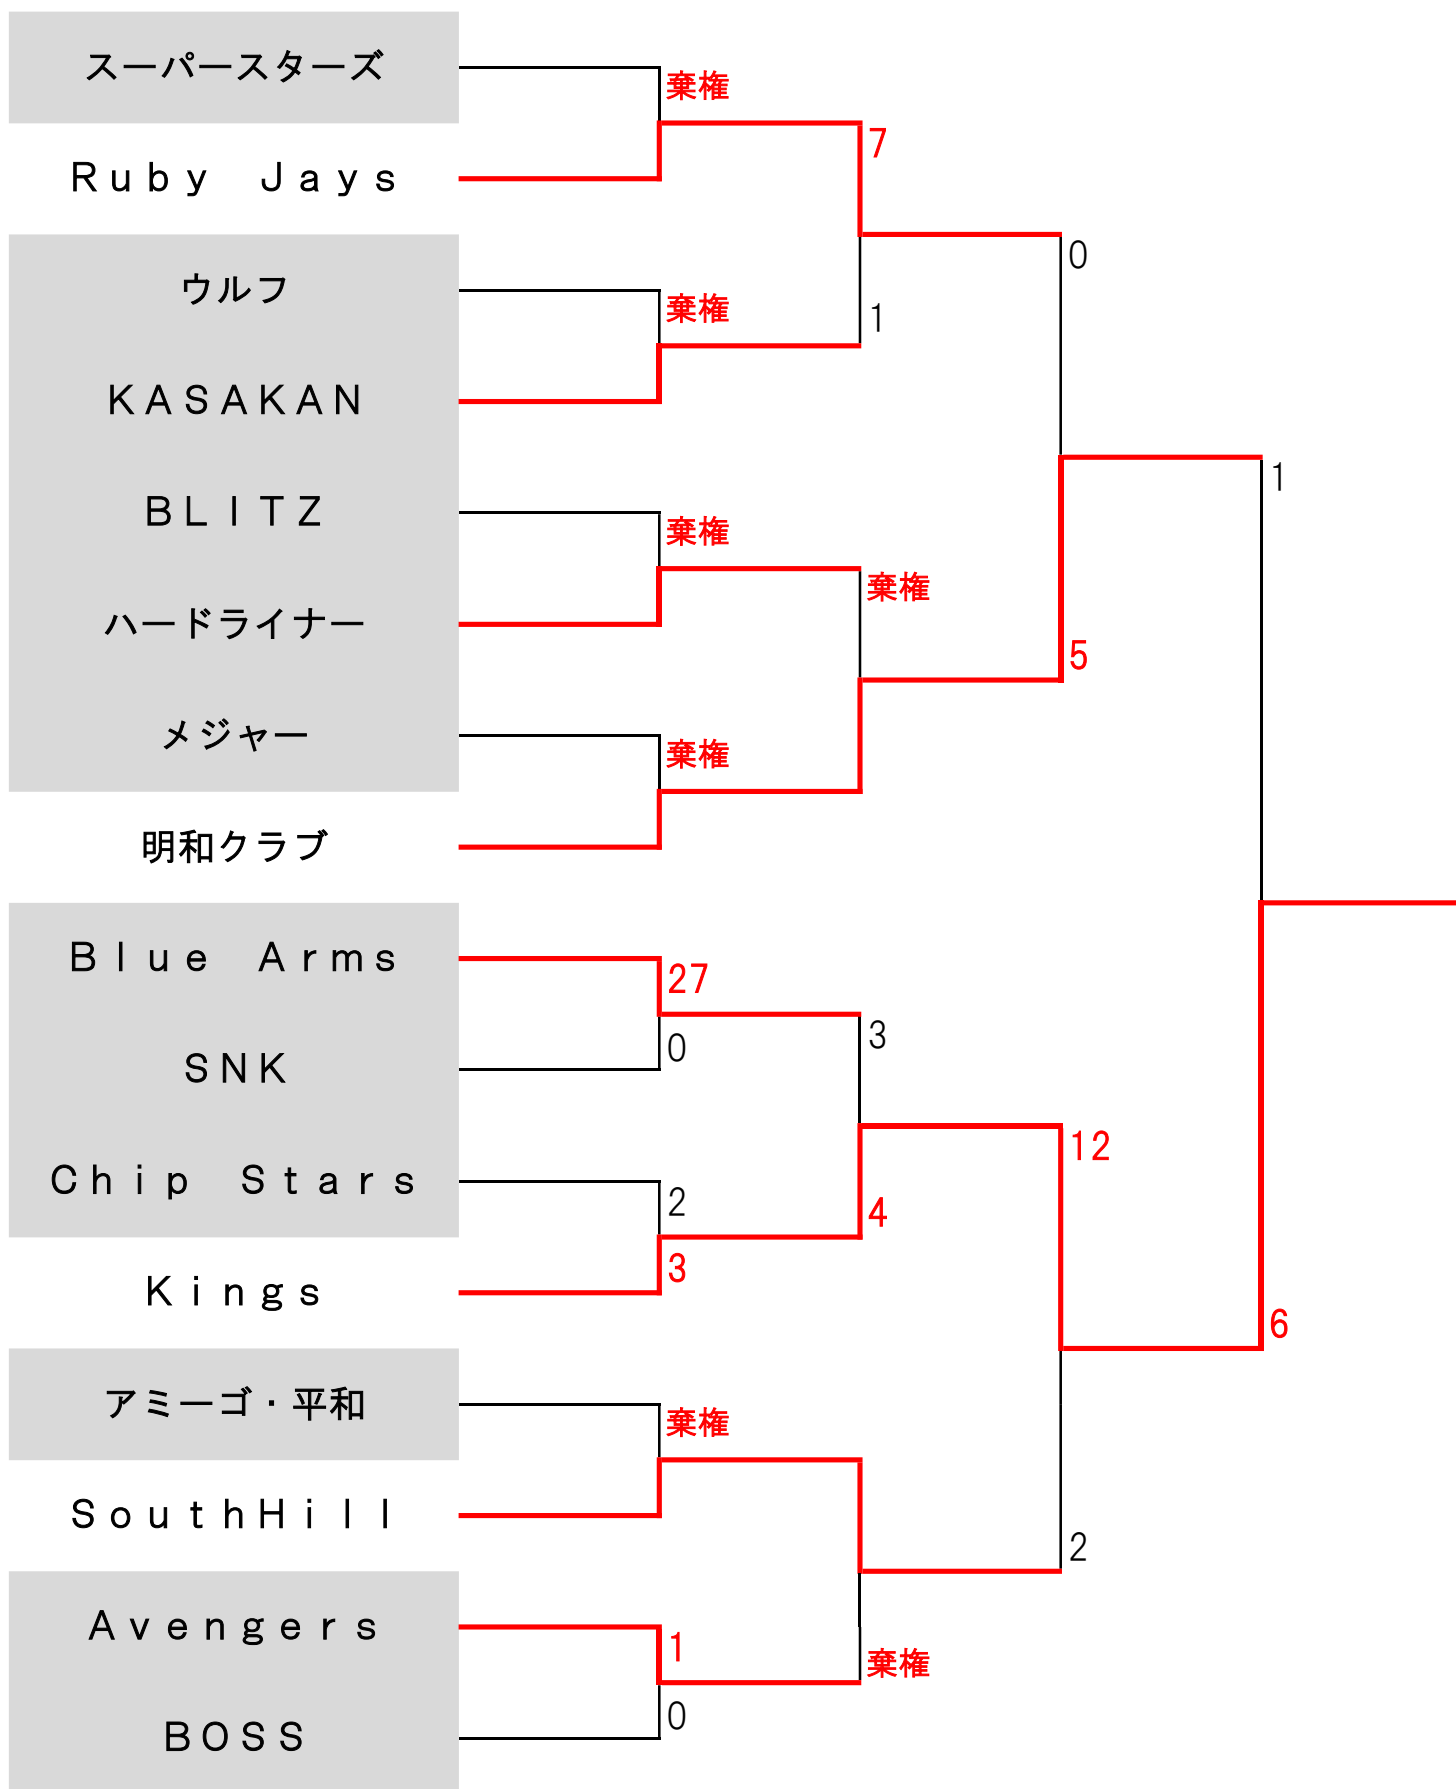 スーパースターズ
棄権
7
Ｒｕｂｙ　Ｊａｙｓ
0
ウルフ
棄権
1
ＫＡＳＡＫＡＮ
1
ＢＬＩＴＺ
棄権
棄権
ハードライナー
5
メジャー
棄権
明和クラブ
Ｂｌｕｅ　Ａｒｍｓ
27
3
0
ＳＮＫ
12
Ｃｈｉｐ　Ｓｔａｒｓ
2
4
3
Ｋｉｎｇｓ
6
アミーゴ・平和
棄権
ＳｏｕｔｈＨｉｌｌ
2
Ａｖｅｎｇｅｒｓ
1
棄権
0
ＢＯＳＳ